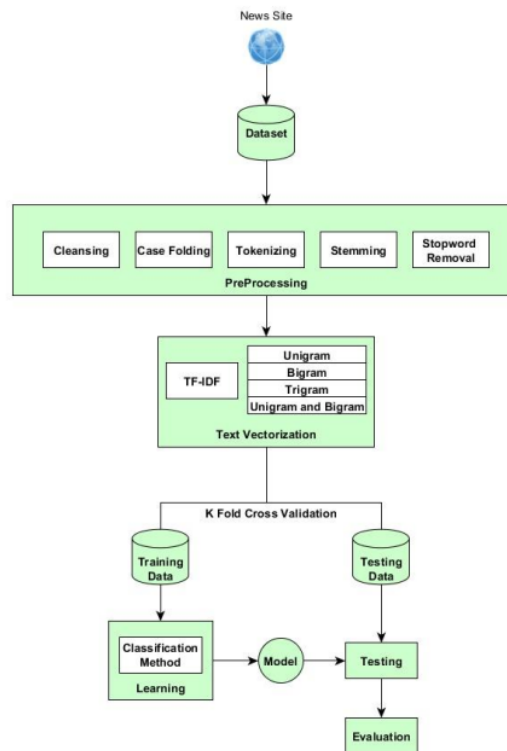 News Site
Dataset
Cleansing
Case Folding
Tokenizing
Stemming
Stopword
Removal
PreProcessing
TF-IDF
Unigram
Bigram
Trigram
Unigram and Bigram
Text Vectorization
K Fold Cross Validation
Training
Data
Testing
Data
Classification
Method
Learning
Model
Testing
Evaluation